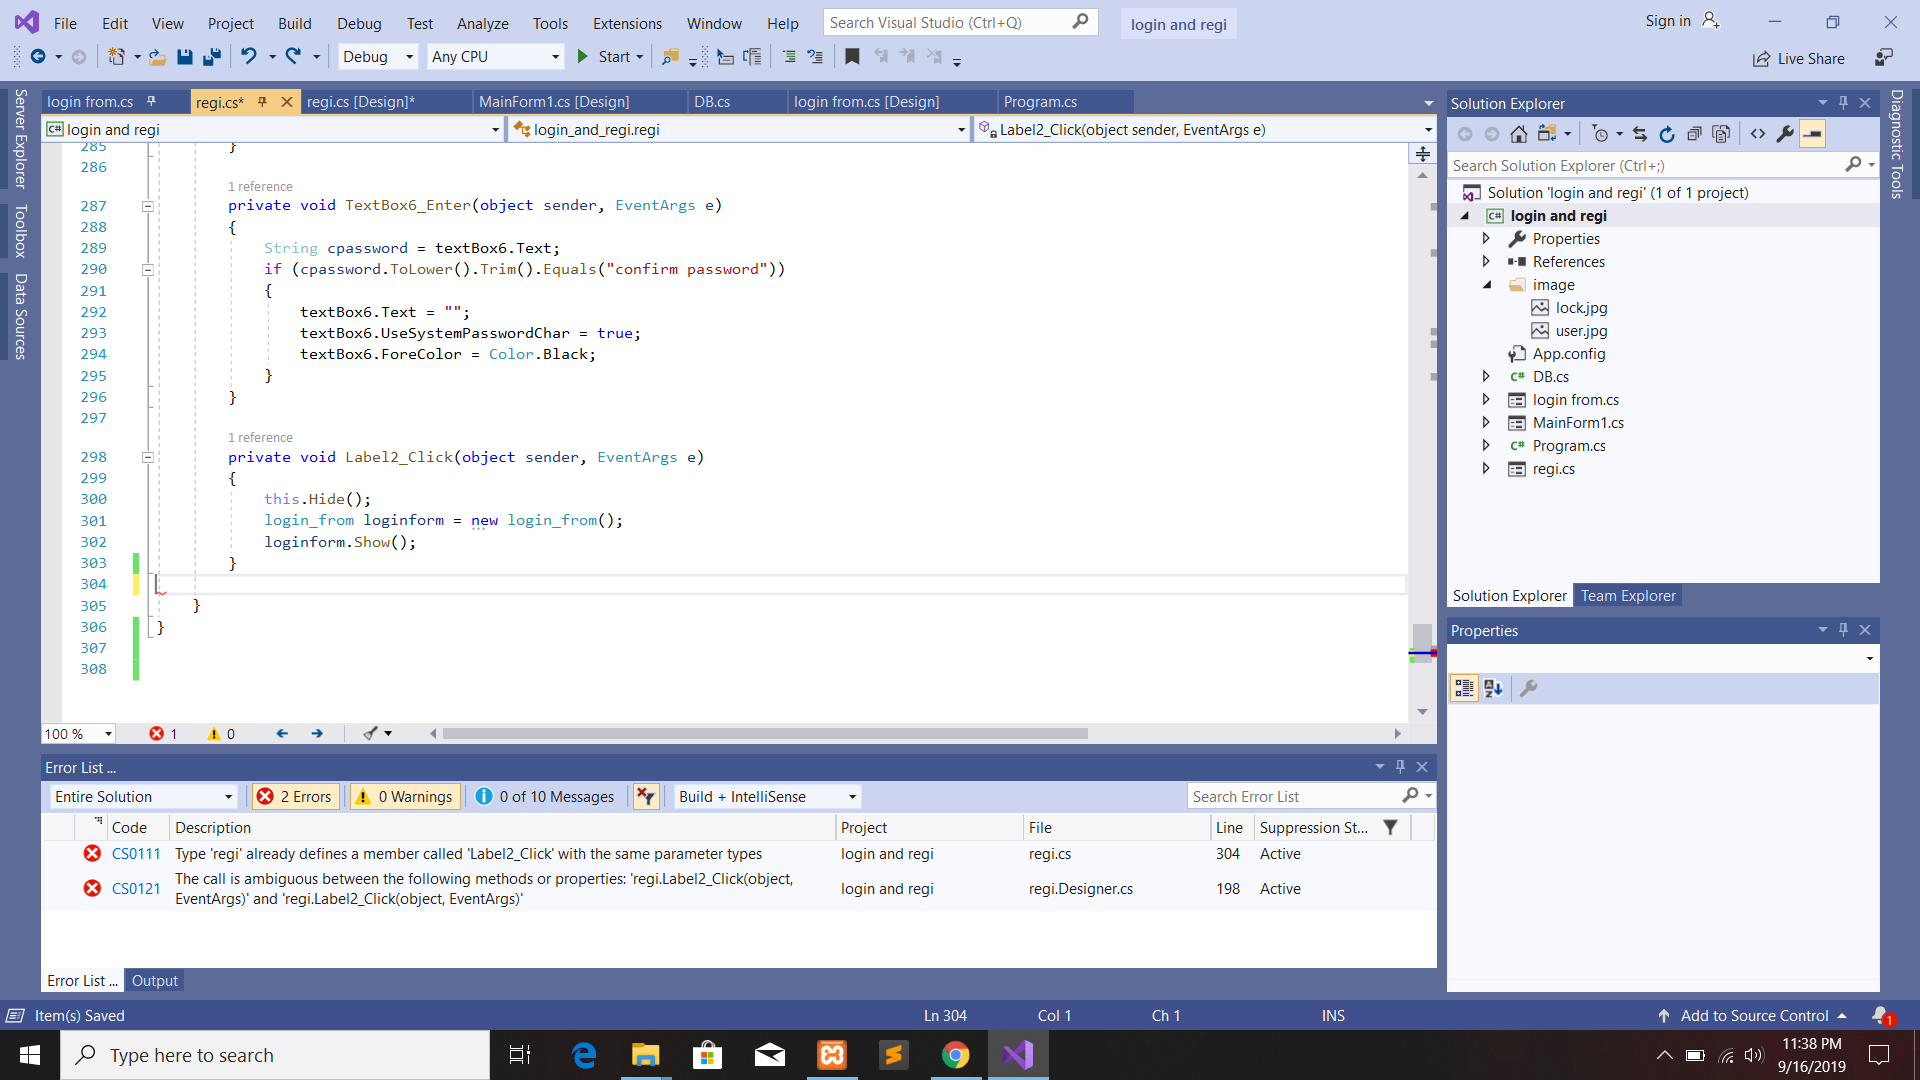 File Edit View Project Build Debug Test Analyze Tools Extensions Window Help Search Visual Studio (Ctrl+Q) login and regi Sign in
Debug Any CPU Start Live Share
Server Explorer
Toolbox
Data Sources
login from.cs regi.cs* regi.cs [Design]* MainForm1.cs [Design] DB.cs login from.cs [Design] Program.cs
C# login and regi login_and_regi.regi Label2_Click(object sender, EventArgs e)
285 }
286
1 reference
287 private void TextBox6_Enter(object sender, EventArgs e)
288 {
289 String cpassword = textBox6.Text;
290 if (cpassword.ToLower().Trim().Equals("confirm password"))
291 {
292 textBox6.Text = "";
293 textBox6.UseSystemPasswordChar = true;
294 textBox6.ForeColor = Color.Black;
295 }
296 }
297
1 reference
298 private void Label2_Click(object sender, EventArgs e)
299 {
300 this.Hide();
301 login_from loginform = new login_from();
302 loginform.Show();
303 }
304
305 }
306 }
307
308
100 % 1 0
Error List ...
Entire Solution 2 Errors 0 Warnings 0 of 10 Messages Build + IntelliSense Search Error List
Code Description Project File Line Suppression St...
CS0111 Type 'regi' already defines a member called 'Label2_Click' with the same parameter types login and regi regi.cs 304 Active
CS0121 The call is ambiguous between the following methods or properties: 'regi.Label2_Click(object, EventArgs)' and 'regi.Label2_Click(object, EventArgs)' login and regi regi.Designer.cs 198 Active
Error List ... Output
Solution Explorer
Search Solution Explorer (Ctrl+;)
Solution 'login and regi' (1 of 1 project)
C# login and regi
Properties
References
image
lock.jpg
user.jpg
App.config
C# DB.cs
login from.cs
MainForm1.cs
C# Program.cs
regi.cs
Solution Explorer Team Explorer
Properties
Diagnostic Tools
Item(s) Saved Ln 304 Col 1 Ch 1 INS Add to Source Control 1
Type here to search
11:38 PM
9/16/2019